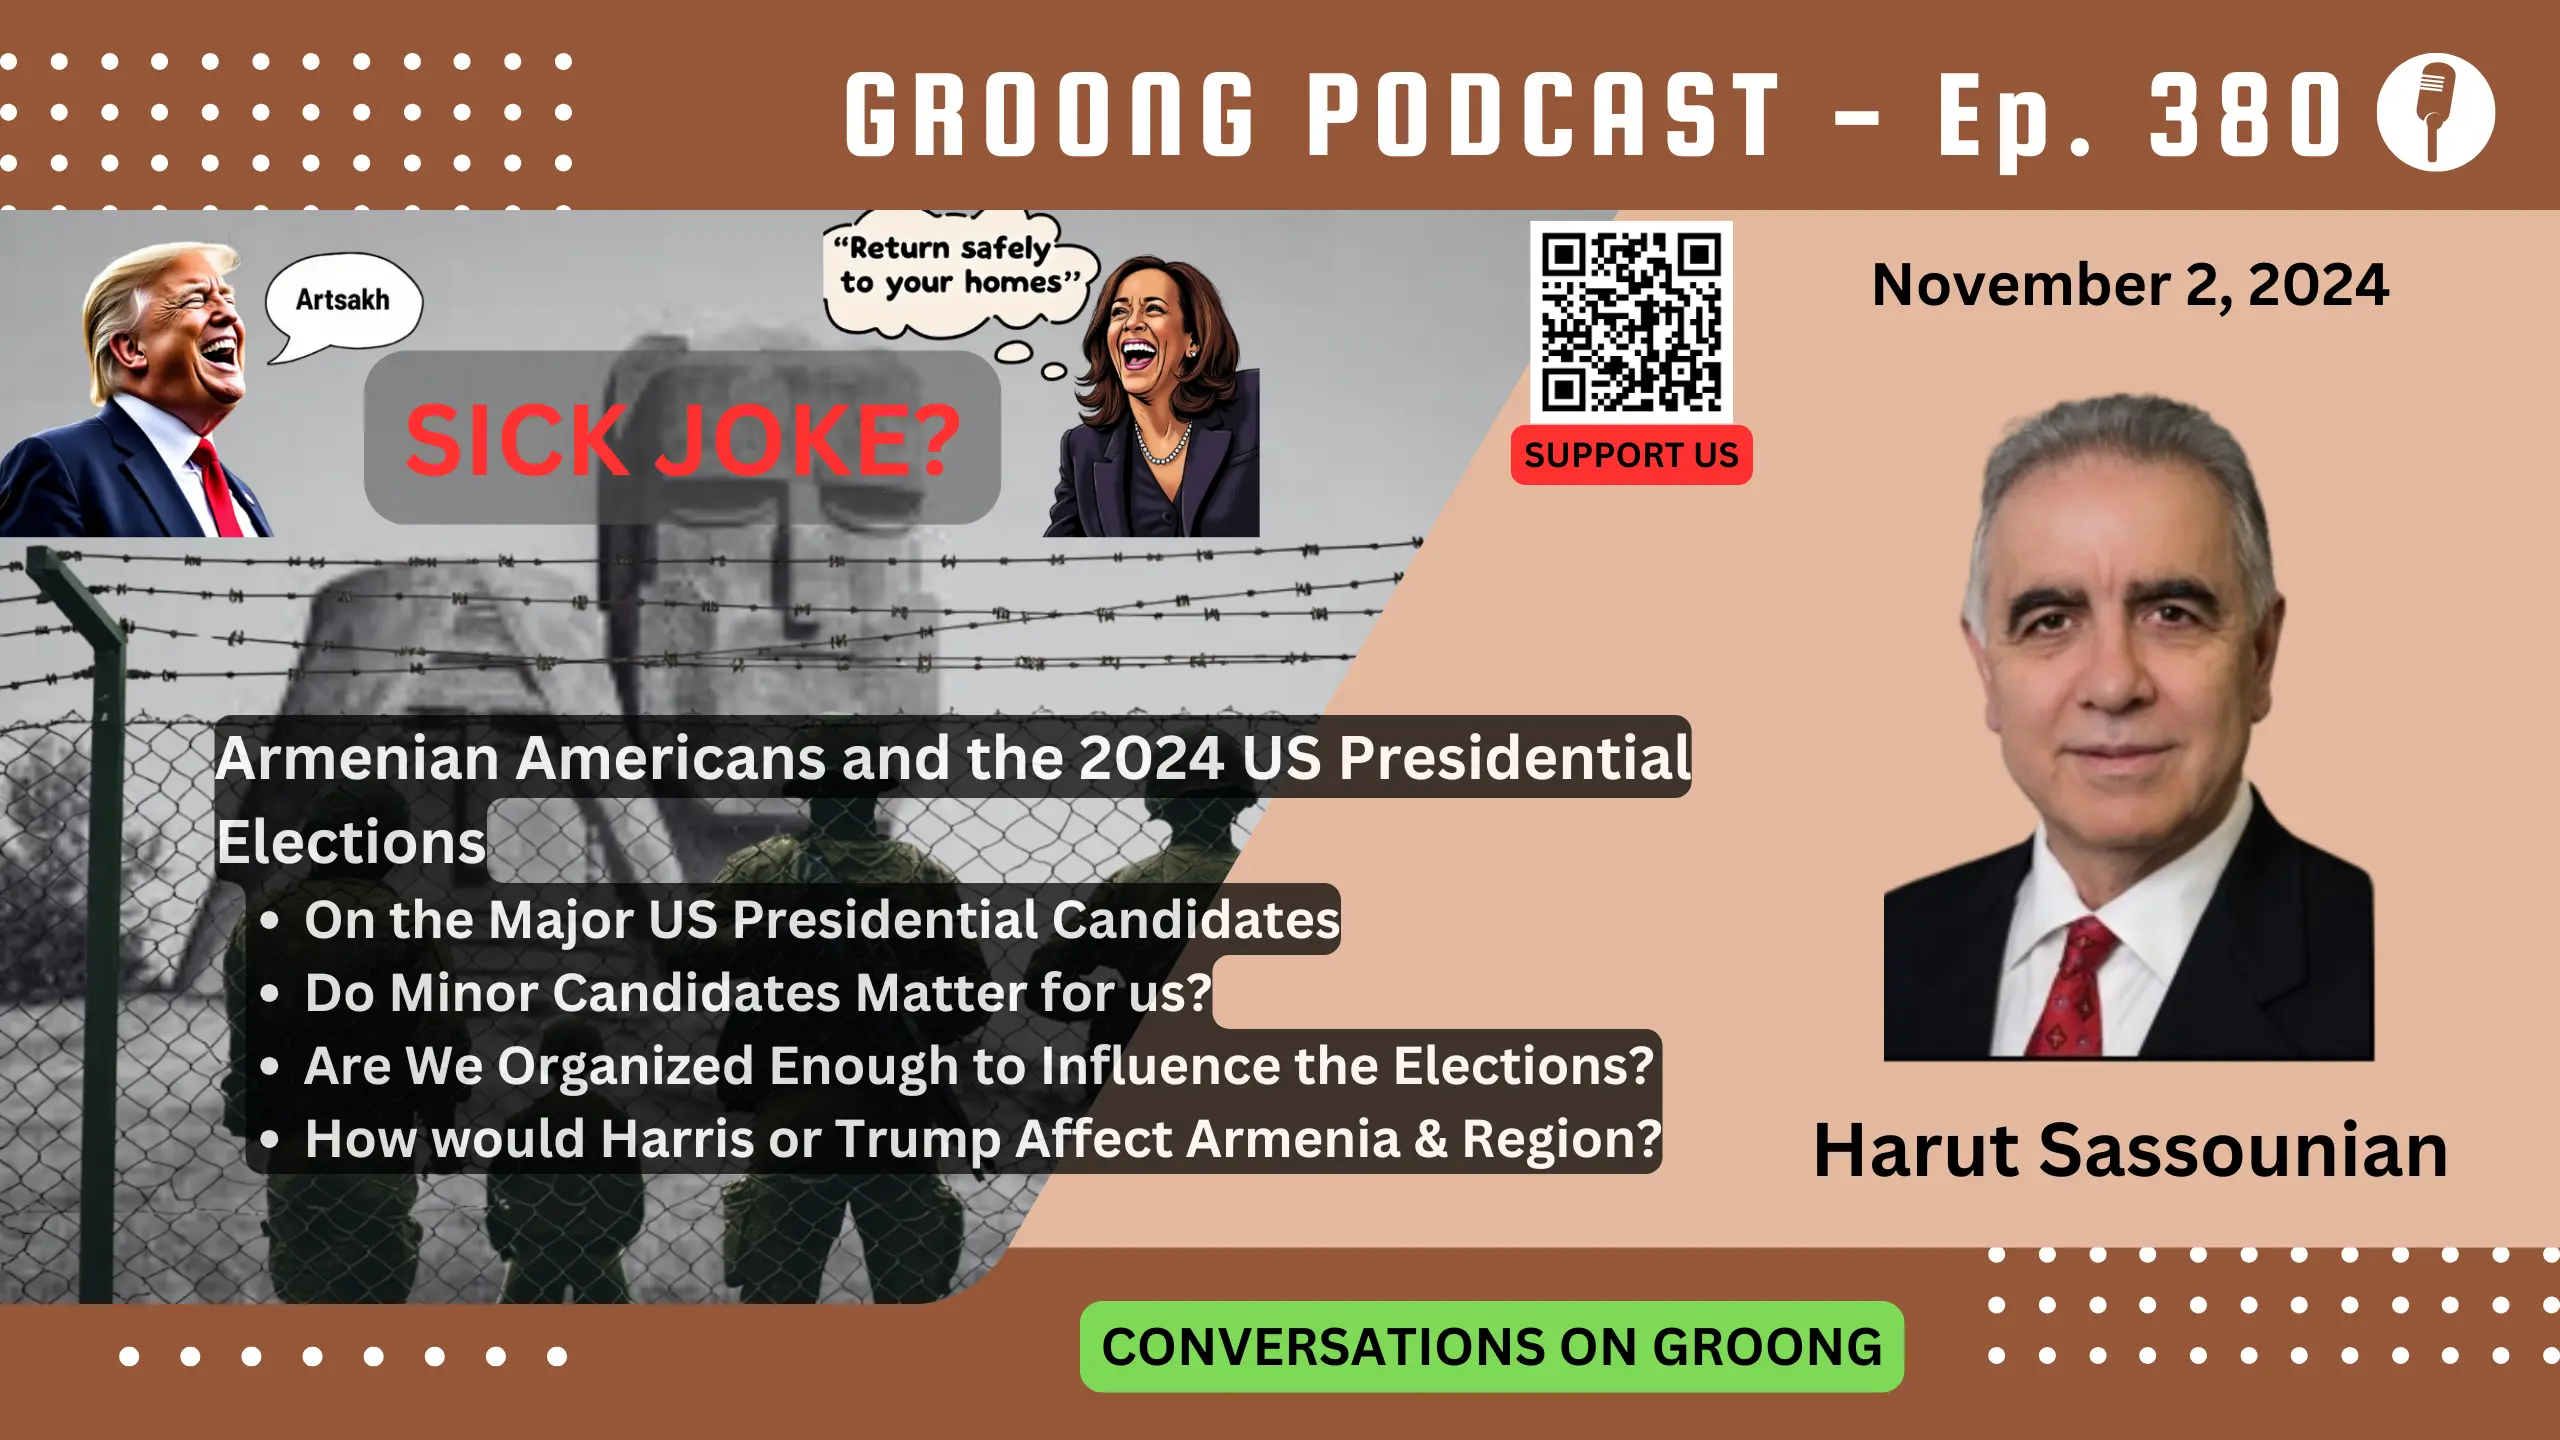 GROONG PODCAST - Ep. 380
Artsakh
“Return safely
to your homes”
SICK JOKE?
SUPPORT US
November 2, 2024
Armenian Americans and the 2024 US Presidential
Elections
• On the Major US Presidential Candidates
• Do Minor Candidates Matter for us?
• Are We Organized Enough to Influence the Elections?
• How would Harris or Trump Affect Armenia & Region?
Harut Sassounian
CONVERSATIONS ON GROONG